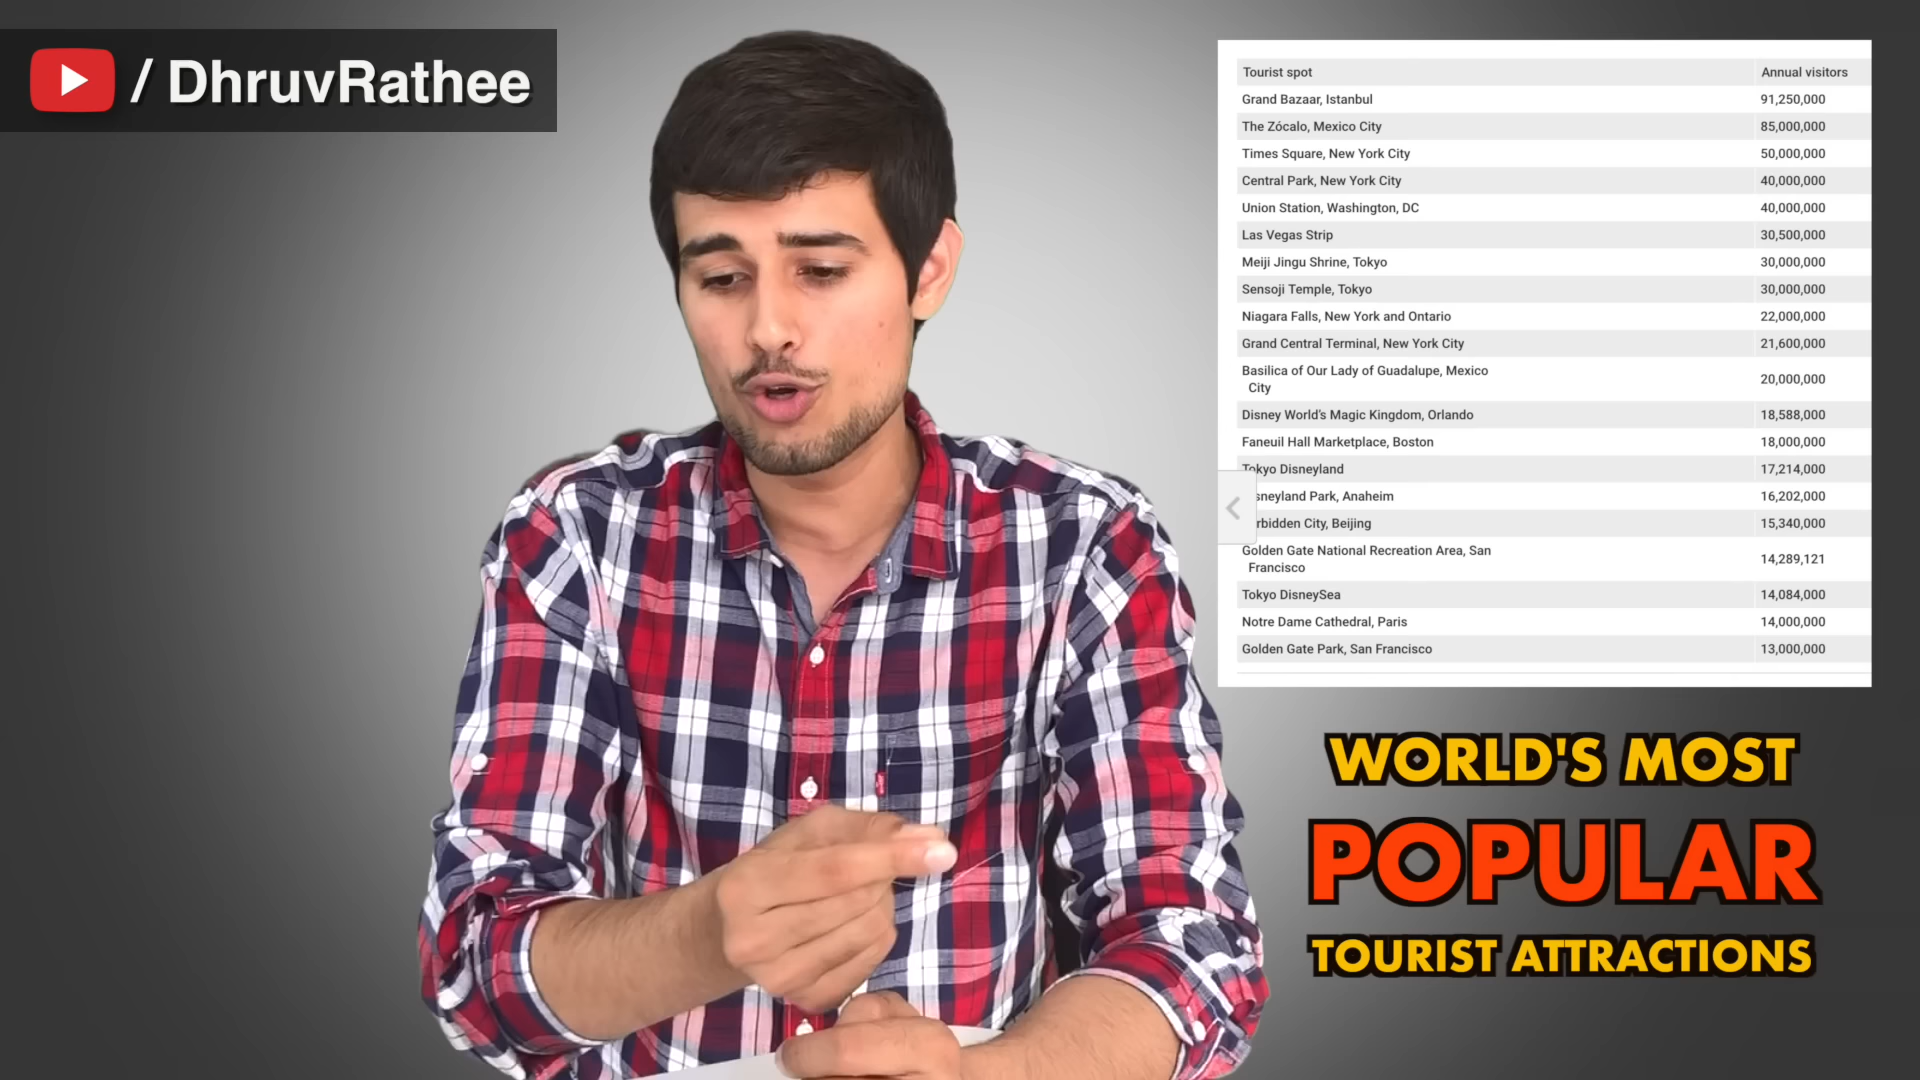 / DhruvRathee
Tourist spot Annual visitors
Grand Bazaar, Istanbul 91,250,000
The Zócalo, Mexico City 85,000,000
Times Square, New York City 50,000,000
Central Park, New York City 40,000,000
Union Station, Washington, DC 40,000,000
Las Vegas Strip 30,500,000
Meiji Jingu Shrine, Tokyo 30,000,000
Sensoji Temple, Tokyo 30,000,000
Niagara Falls, New York and Ontario 22,000,000
Grand Central Terminal, New York City 21,600,000
Basilica of Our Lady of Guadalupe, Mexico
City 20,000,000
Disney World's Magic Kingdom, Orlando 18,588,000
Faneuil Hall Marketplace, Boston 18,000,000
Tokyo Disneyland 17,214,000
sneyland Park, Anaheim 16,202,000
rbidden City, Beijing 15,340,000
Golden Gate National Recreation Area, San
Francisco 14,289,121
Tokyo DisneySea 14,084,000
Notre Dame Cathedral, Paris 14,000,000
Golden Gate Park, San Francisco 13,000,000
WORLD'S MOST
POPULAR
TOURIST ATTRACTIONS